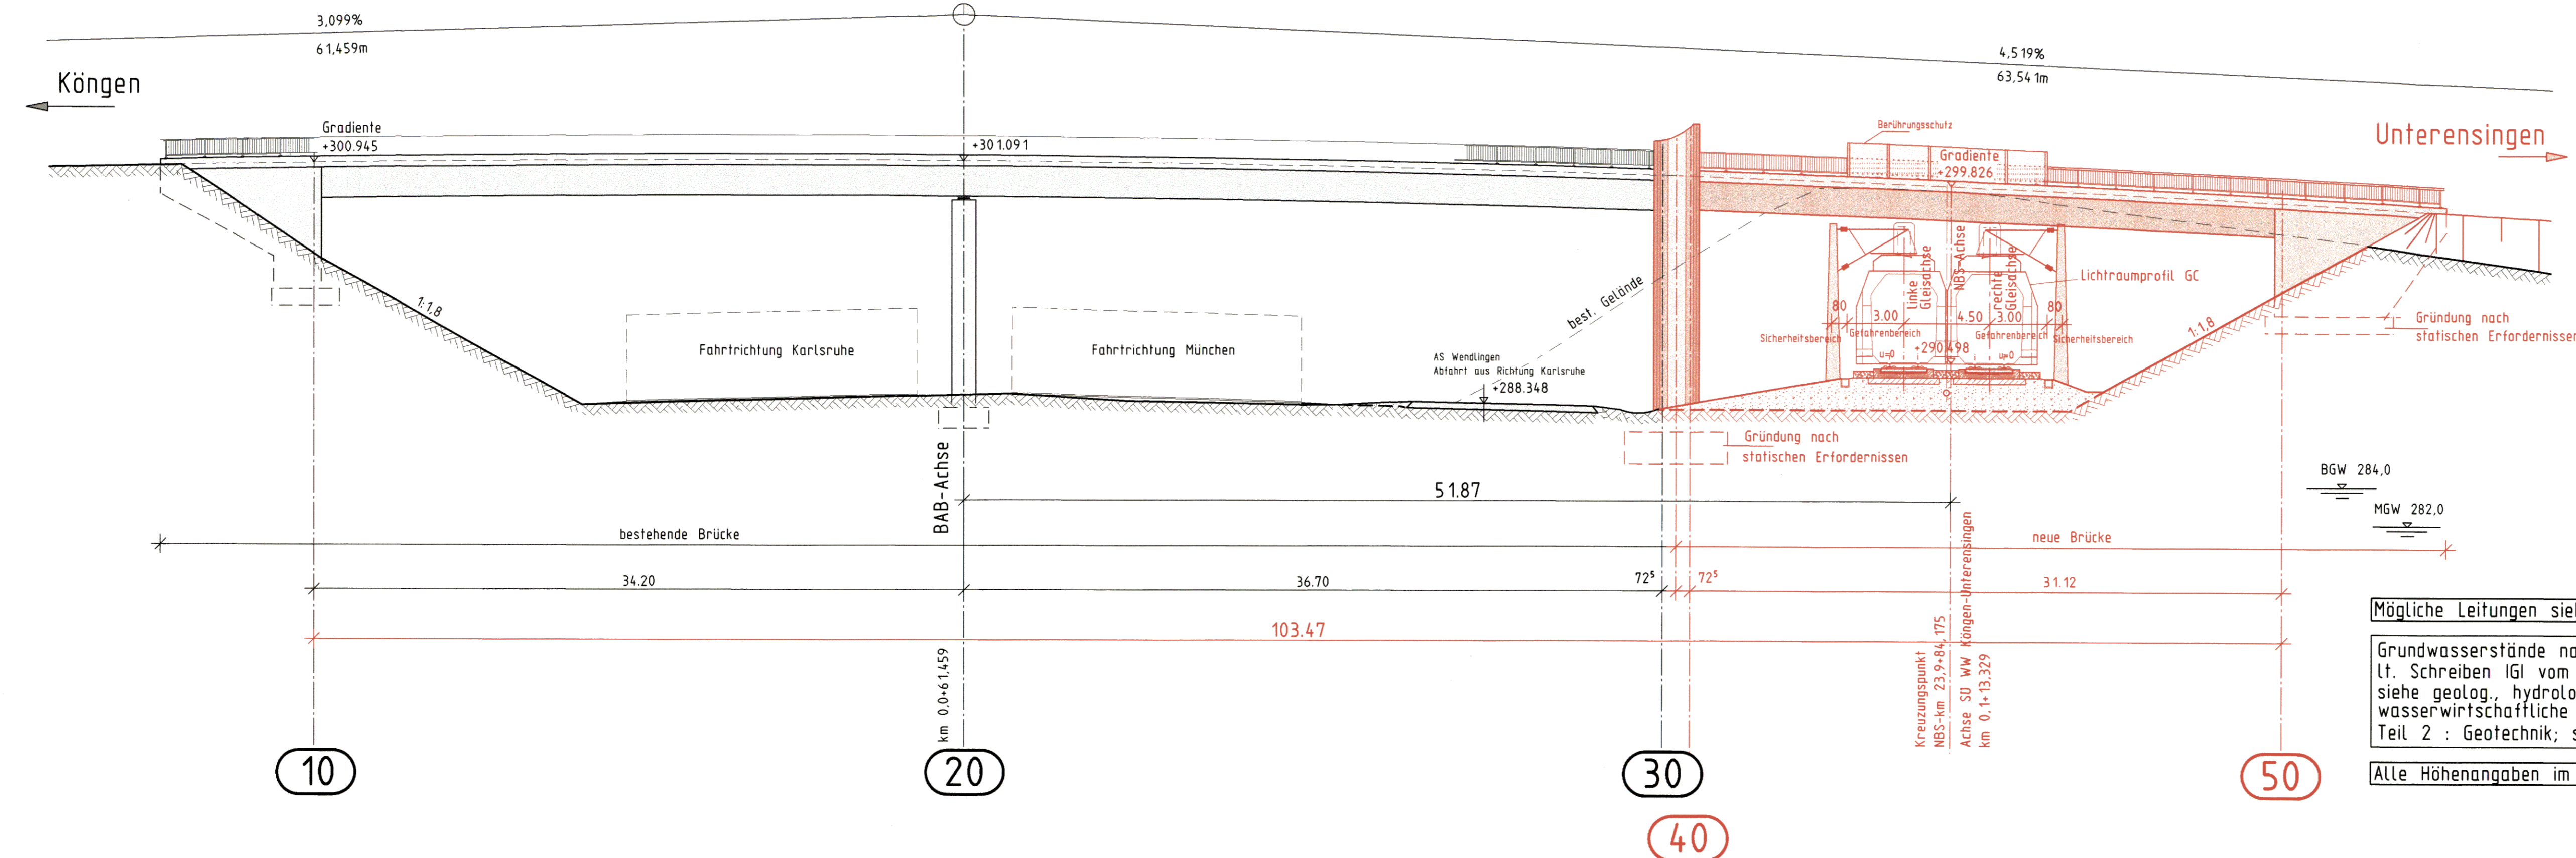 3,099%
61,459m
4,519%
63,541m
Köngen
Unterensingen
Gradiente
+300.945
+301.091
Berührungsschutz
Gradiente
+299.826
1:1,8
Fahrtrichtung Karlsruhe
Fahrtrichtung München
best. Gelände
AS Wendlingen
Abfahrt aus Richtung Karlsruhe
+288.348
linke
Gleisachse
NBS-Achse
rechte
Gleisachse
Lichtraumprofil GC
80
3.00
4.50
3.00
80
Sicherheitsbereich
Gefahrenbereich
Gefahrenbereich
Sicherheitsbereich
u=0
+290.498
u=0
1:1,8
Gründung nach
statischen Erfordernissen
Gründung nach
statischen Erfordernissen
BAB-Achse
51.87
BGW 284,0
MGW 282,0
bestehende Brücke
neue Brücke
34.20
36.70
72⁵
72⁵
31.12
103.47
km 0,0+61,459
Kreuzungspunkt
NBS-km 23,9+84,175
Achse SÜ WW Köngen-Unterensingen
km 0,1+13,329
Mögliche Leitungen
Grundwasserstände
lt. Schreiben IGI vom
siehe geolog.,
wasserwirtschaftliche
Teil 2 : Geotechnik;
Alle Höhenangaben im
10
20
30
40
50